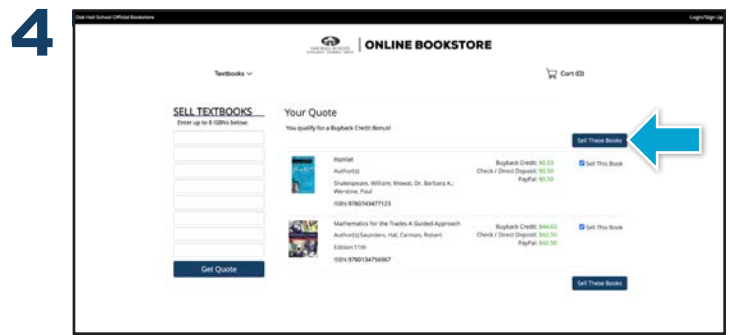 4
Oak Hall School Official Bookstore
Login/Sign Up
OAK HALL SCHOOL
ONLINE BOOKSTORE
Textbooks
Cart (0)
SELL TEXTBOOKS
Enter up to 8 ISBNs below:
Get Quote
Your Quote
You qualify for a Buyback Credit Bonus!
Sell These Books
Hamlet
Author(s):
Shakespeare, William; Mowat, Dr. Barbara A.;
Werstine, Paul
ISBN:9780743477123
Buyback Credit: $0.53
Check / Direct Deposit: $0.50
PayPal: $0.50
Sell This Book
Mathematics for the Trades A Guided Approach
Author(s):Saunders, Hal; Carman, Robert
Edition:11th
ISBN:9780134756967
Buyback Credit: $44.63
Check / Direct Deposit: $42.50
PayPal: $42.50
Sell This Book
Sell These Books